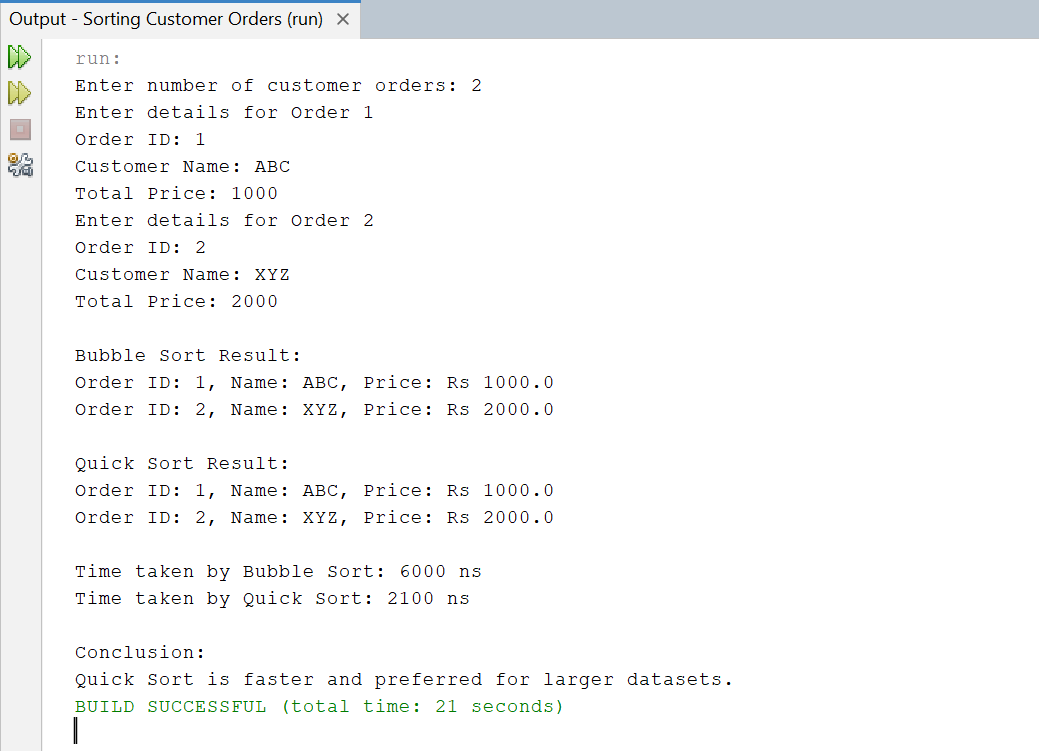 Output - Sorting Customer Orders (run)
run:
Enter number of customer orders: 2
Enter details for Order 1
Order ID: 1
Customer Name: ABC
Total Price: 1000
Enter details for Order 2
Order ID: 2
Customer Name: XYZ
Total Price: 2000
Bubble Sort Result:
Order ID: 1, Name: ABC, Price: Rs 1000.0
Order ID: 2, Name: XYZ, Price: Rs 2000.0
Quick Sort Result:
Order ID: 1, Name: ABC, Price: Rs 1000.0
Order ID: 2, Name: XYZ, Price: Rs 2000.0
Time taken by Bubble Sort: 6000 ns
Time taken by Quick Sort: 2100 ns
Conclusion:
Quick Sort is faster and preferred for larger datasets.
BUILD SUCCESSFUL (total time: 21 seconds)